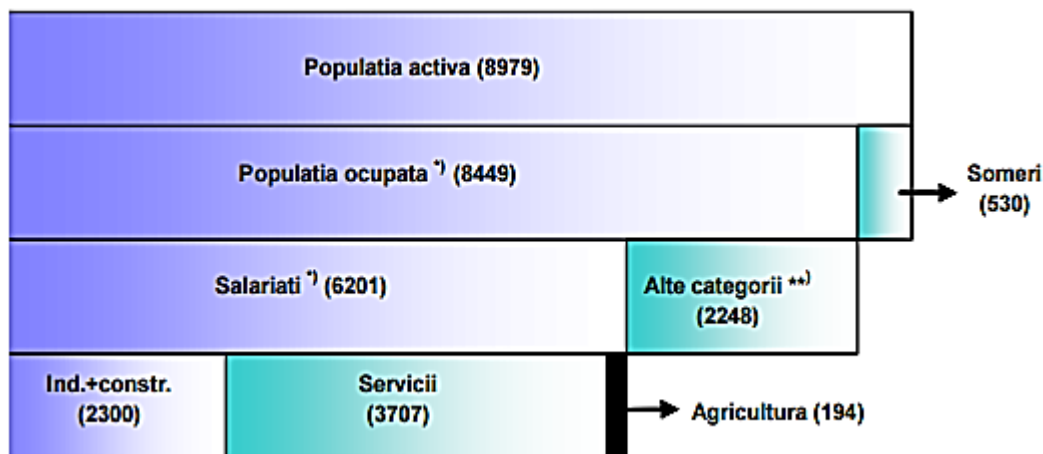 Populatia activa (8979)
Populatia ocupata *) (8449)
Someri
(530)
Salariati *) (6201)
Alte categorii **)
(2248)
Ind.+constr.
(2300)
Servicii
(3707)
Agricultura (194)